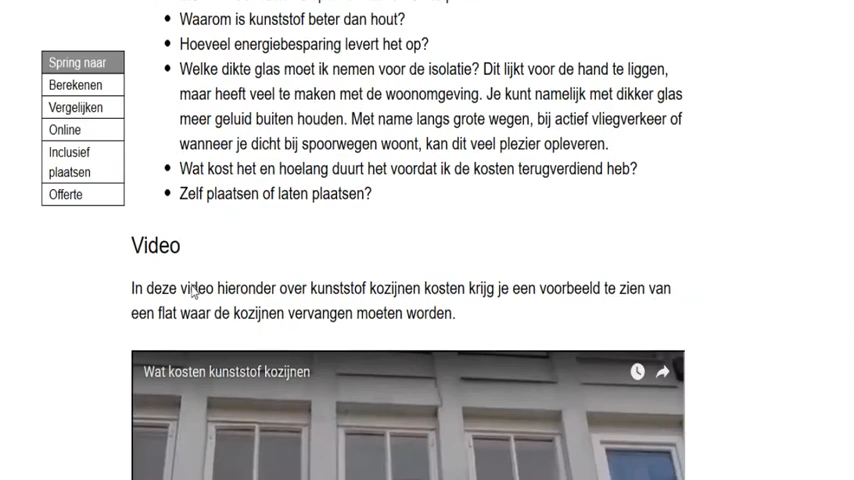 Waarom is kunststof beter dan hout?
Hoeveel energiebesparing levert het op?
Welke dikte glas moet ik nemen voor de isolatie? Dit lijkt voor de hand te liggen,
maar heeft veel te maken met de woonomgeving. Je kunt namelijk met dikker glas
meer geluid buiten houden. Met name langs grote wegen, bij actief vliegverkeer of
wanneer je dicht bij spoorwegen woont, kan dit veel plezier opleveren.
Wat kost het en hoelang duurt het voordat ik de kosten terugverdiend heb?
Zelf plaatsen of laten plaatsen?
Spring naar
Berekenen
Vergelijken
Online
Inclusief
plaatsen
Offerte
Video
In deze video hieronder over kunststof kozijnen kosten krijg je een voorbeeld te zien van
een flat waar de kozijnen vervangen moeten worden.
Wat kosten kunststof kozijnen